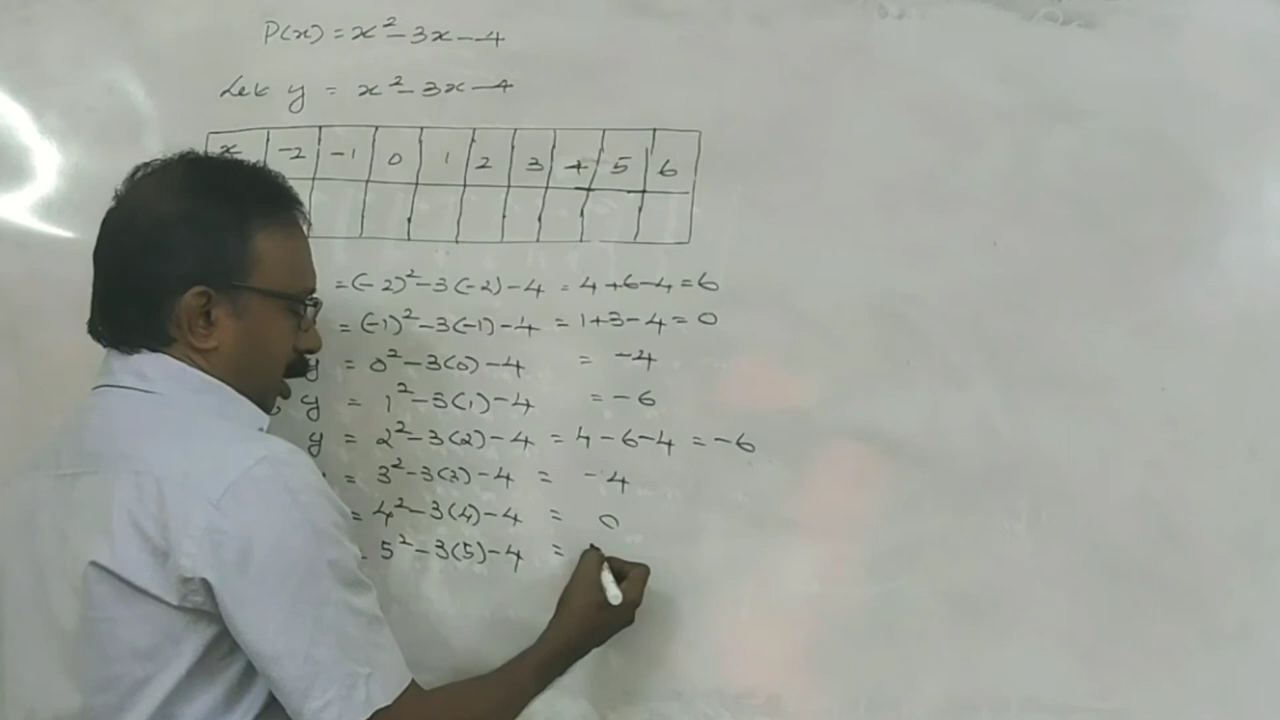 P(x) = x² - 3x - 4
Let y = x² - 3x - 4
x -2 -1 0 1 2 3 4 5 6
= (-2)² - 3(-2) - 4 = 4 + 6 - 4 = 6
= (-1)² - 3(-1) - 4 = 1 + 3 - 4 = 0
y = 0² - 3(0) - 4 = -4
y = 1² - 3(1) - 4 = -6
y = 2² - 3(2) - 4 = 4 - 6 - 4 = -6
= 3² - 3(3) - 4 = -4
= 4² - 3(4) - 4 = 0
5² - 3(5) - 4 =